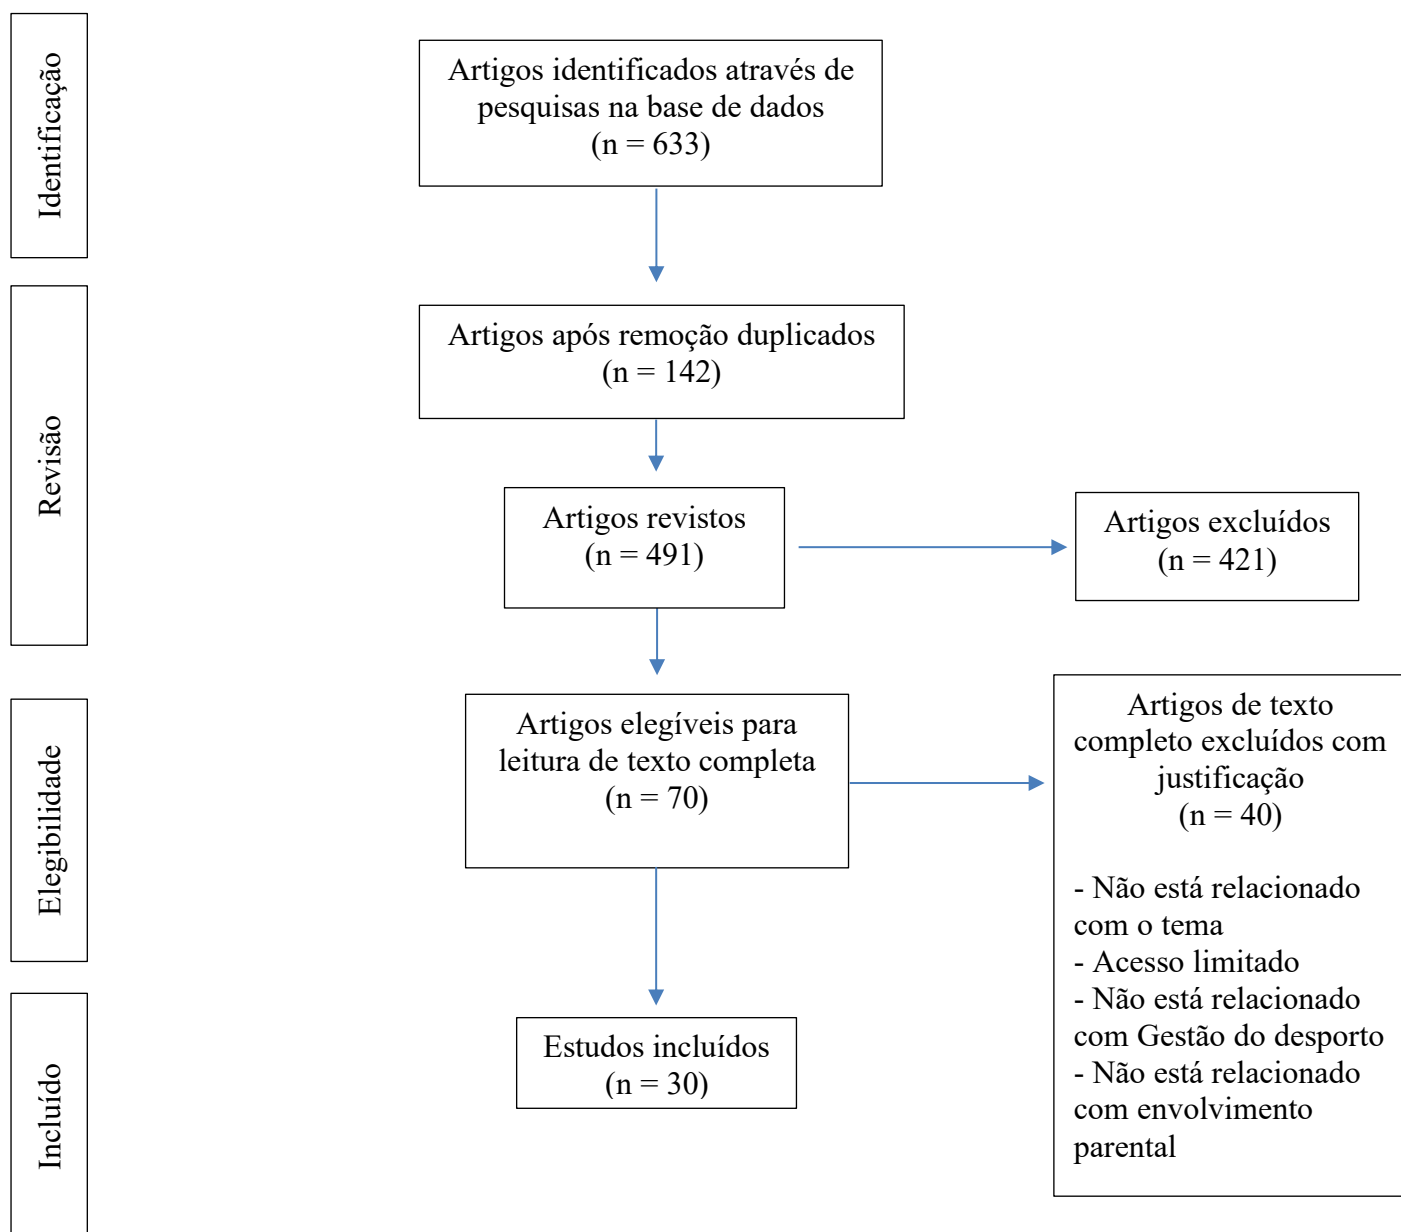 Identificação
Artigos identificados através de
pesquisas na base de dados
(n = 633)
Revisão
Artigos após remoção duplicados
(n = 142)
Artigos revistos
(n = 491)
Artigos excluídos
(n = 421)
Elegibilidade
Artigos elegíveis para
leitura de texto completa
(n = 70)
Artigos de texto
completo excluídos com
justificação
(n = 40)
- Não está relacionado
com o tema
- Acesso limitado
- Não está relacionado
com Gestão do desporto
- Não está relacionado
com envolvimento
parental
Incluído
Estudos incluídos
(n = 30)